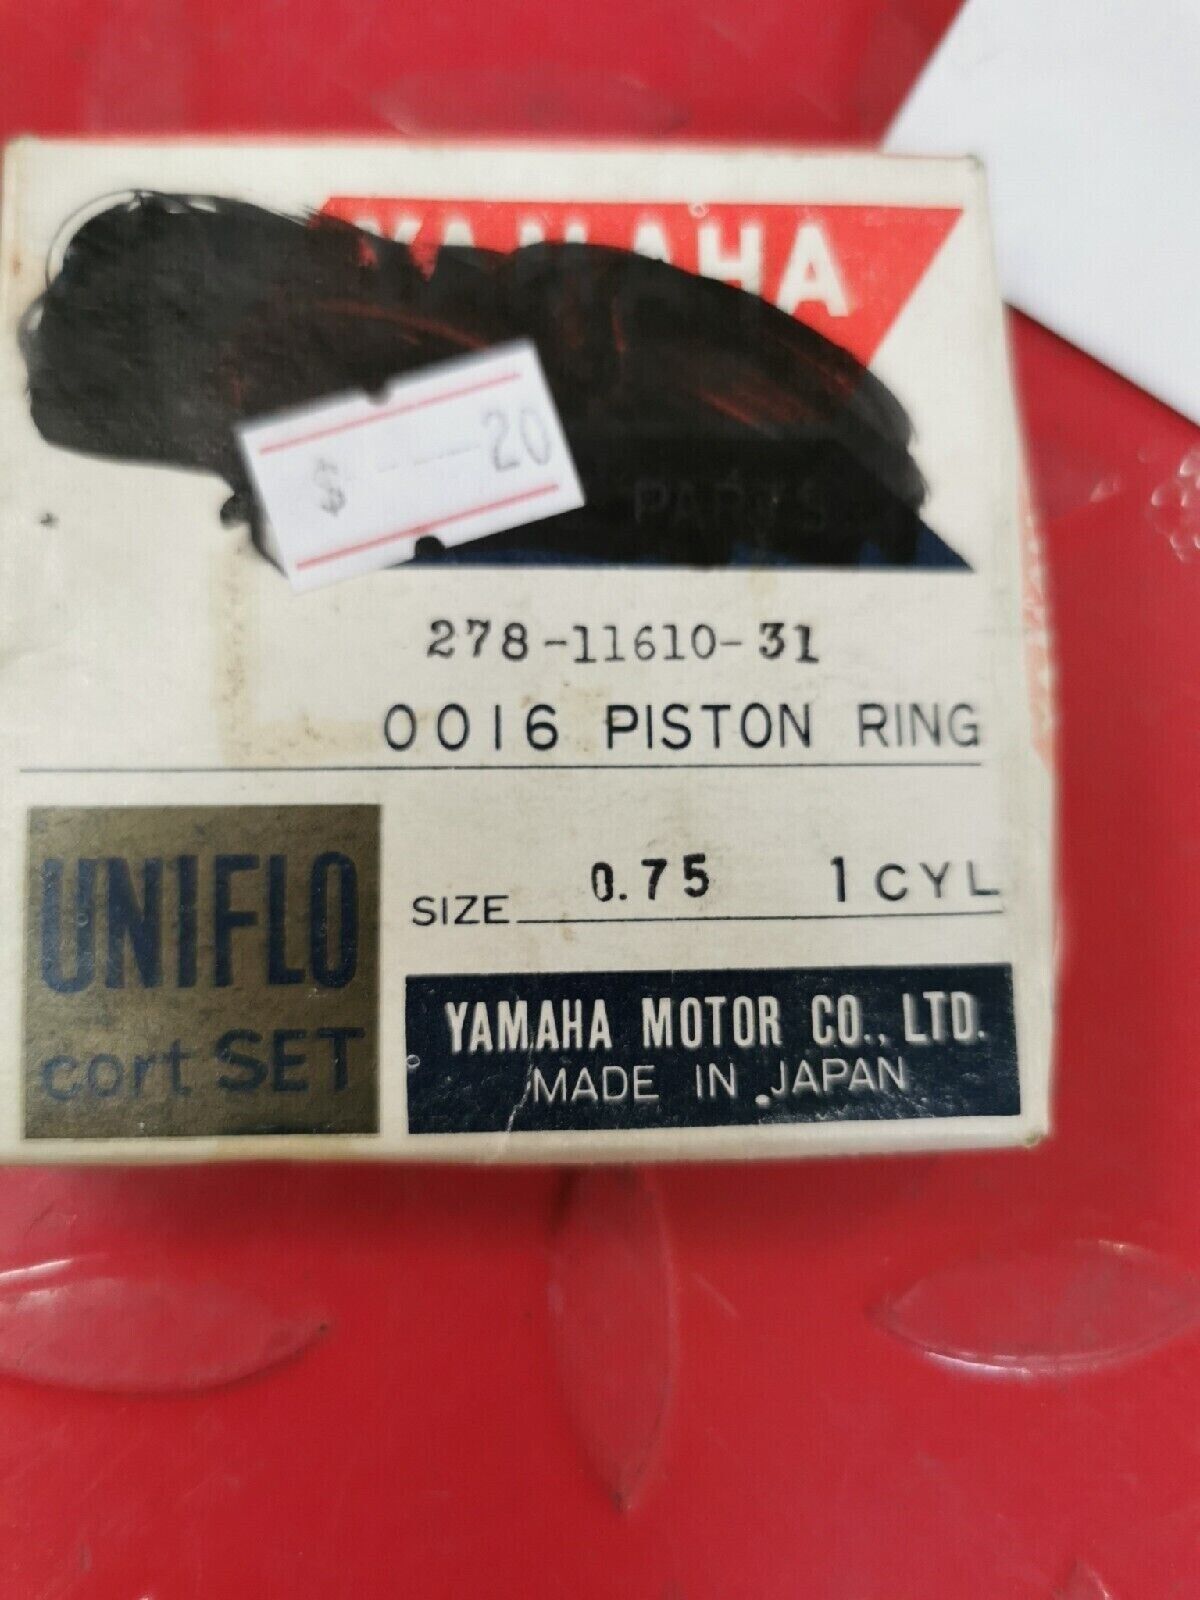 YAMAHA
$ ----- 20
PARTS
278-11610-31
0016 PISTON RING
UNIFLO
cort SET
SIZE 0.75 1 CYL
YAMAHA MOTOR CO., LTD.
MADE IN JAPAN